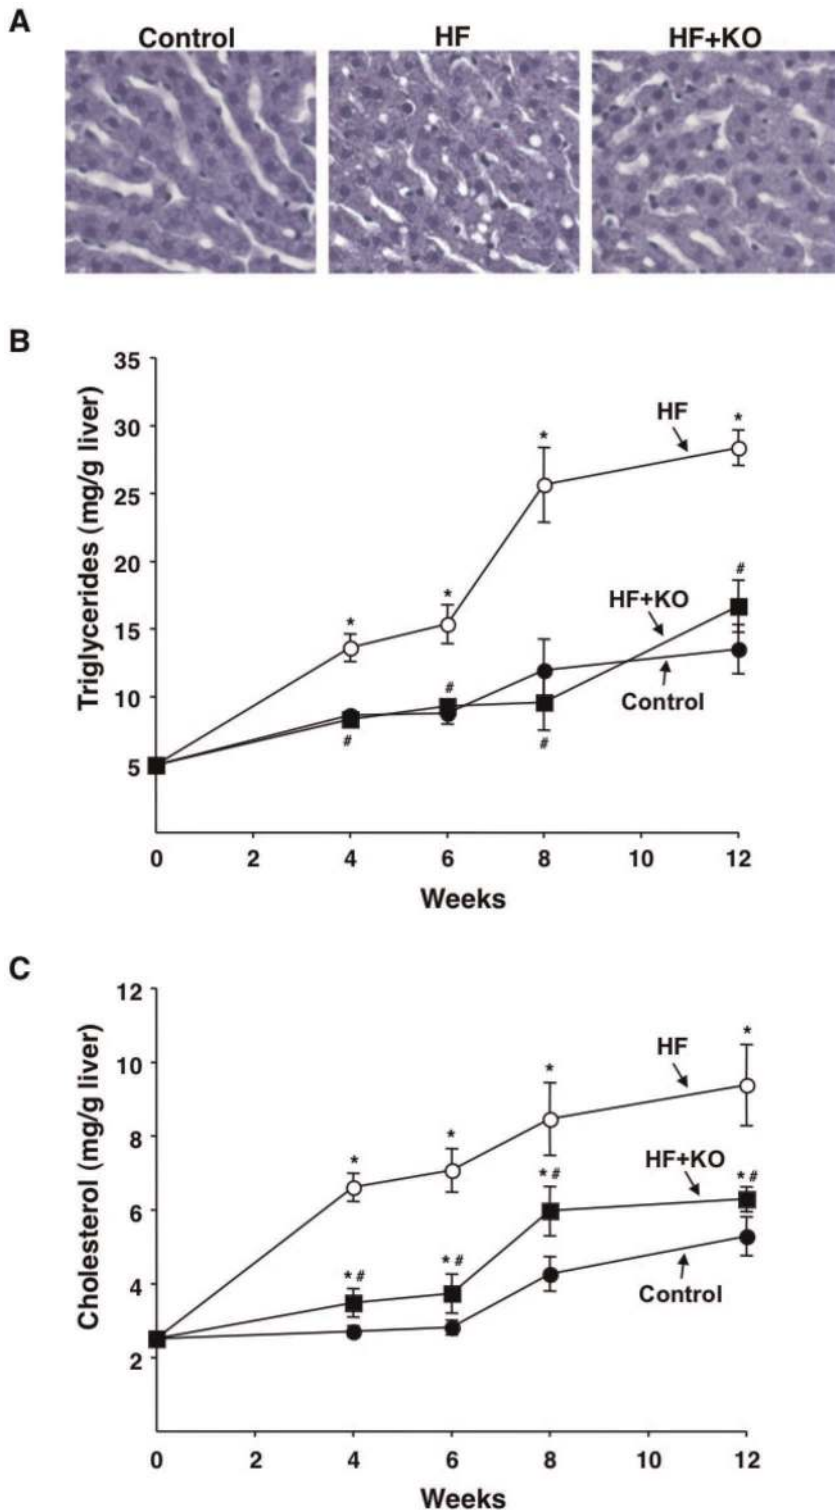 A
Control HF HF+KO
B
Triglycerides (mg/g liver)
35
30
25
20
15
10
5
*
*
*
*
HF
#
HF+KO
#
Control
#
#
0 2 4 6 8 10 12
Weeks
C
Cholesterol (mg/g liver)
12
10
8
6
4
2
*
*
*
*
HF
HF+KO
*#
*#
*#
*#
Control
0 2 4 6 8 10 12
Weeks